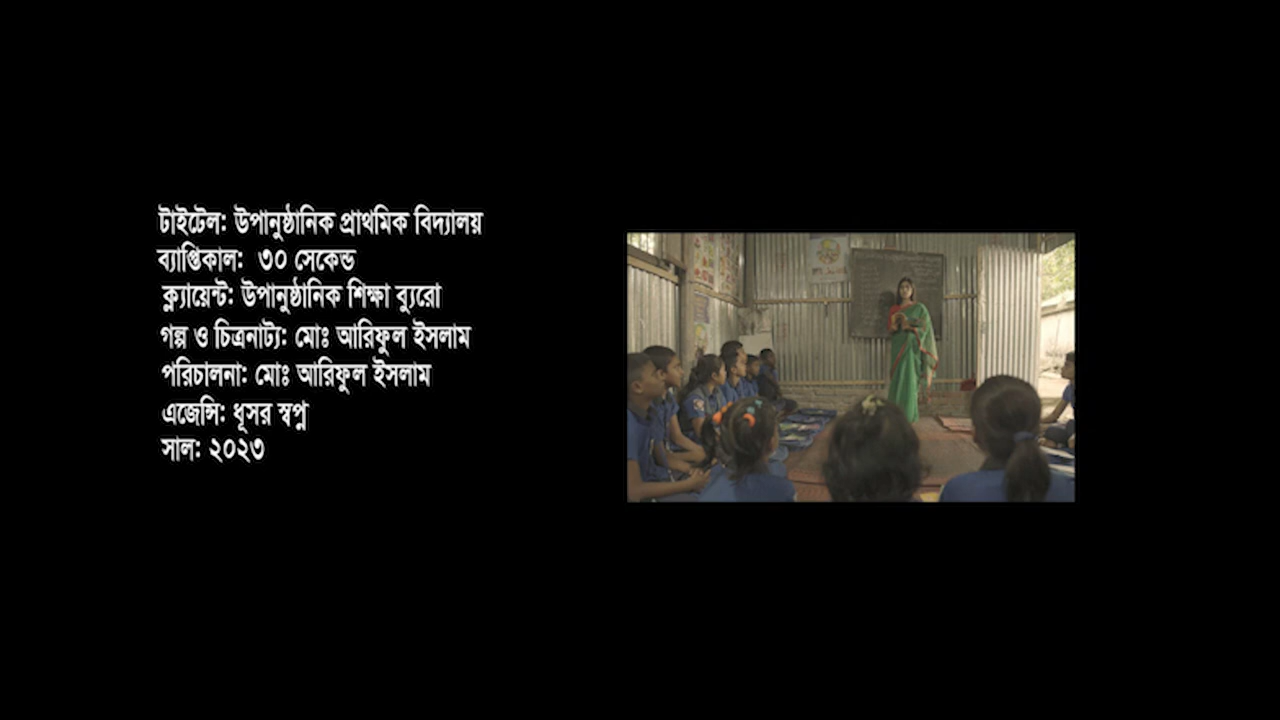 টাইটেল: উপানুষ্ঠানিক প্রাথমিক বিদ্যালয়
ব্যাপ্তিকাল: ৩০ সেকেন্ড
ক্ল্যায়েন্ট: উপানুষ্ঠানিক শিক্ষা ব্যুরো
গল্প ও চিত্রনাট্য: মোঃ আরিফুল ইসলাম
পরিচালনা: মোঃ আরিফুল ইসলাম
এজেন্সি: ধূসর স্বপ্ন
সাল: ২০২৩